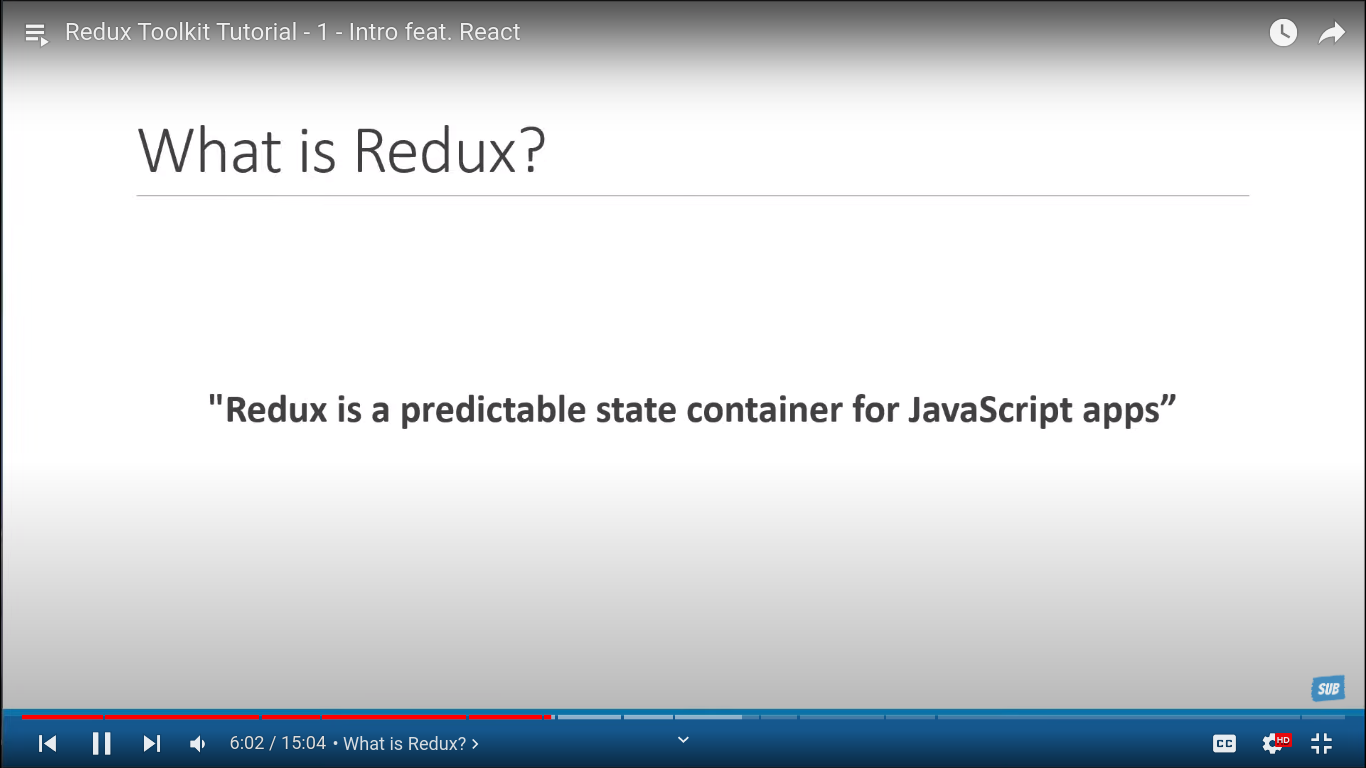 Redux Toolkit Tutorial - 1 - Intro feat. React
What is Redux?
"Redux is a predictable state container for JavaScript apps”
SUB
6:02 / 15:04 • What is Redux? >
CC
HD